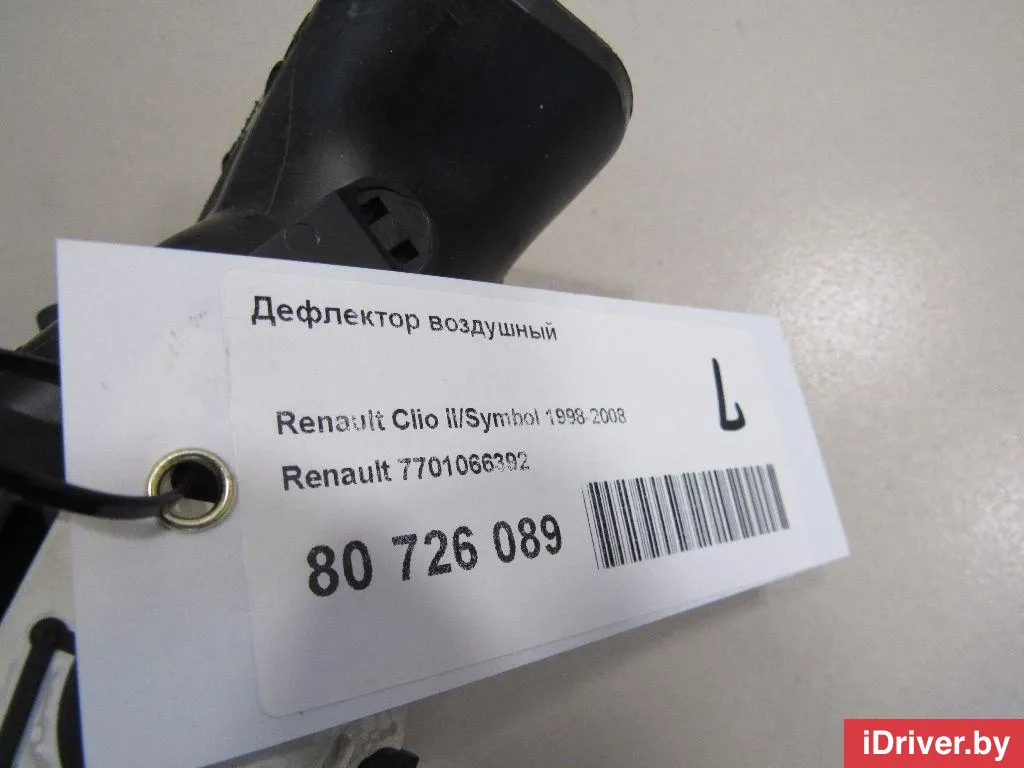 Дефлектор воздушный
L
Renault Clio II/Symbol 1998-2008
Renault 7701066392
80 726 089
iDriver.by